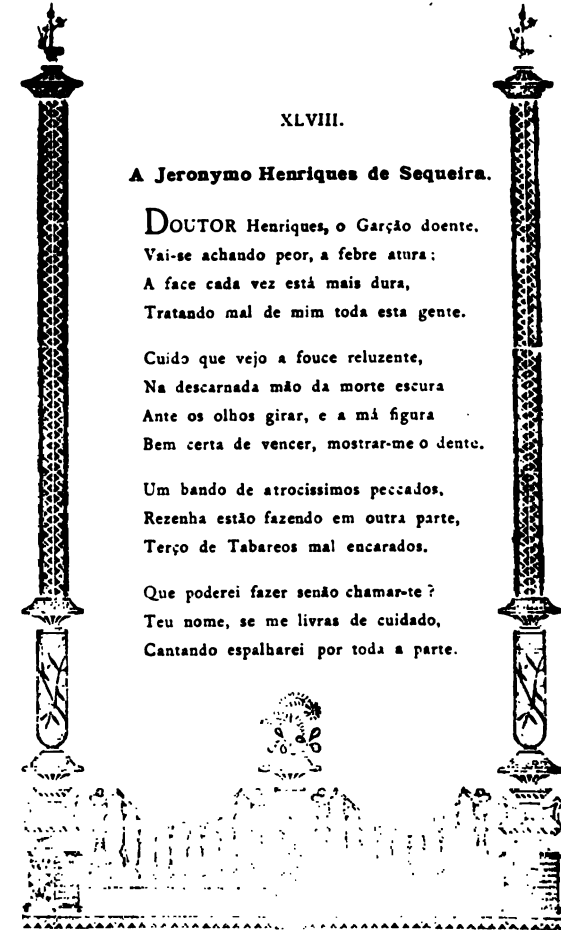 XLVIII.
A Jeronymo Henriques de Sequeira.
DOUTOR Henriques, o Garção doente,
Vai-se achando peor, a febre atura;
A face cada vez está mais dura,
Tratando mal de mim toda esta gente.
Cuido que vejo a fouce reluzente,
Na descarnada mão da morte escura
Ante os olhos girar, e a má figura
Bem certa de vencer, mostrar-me o dente.
Um bando de atrocissimos peccados,
Rezenha estão fazendo em outra parte,
Terço de Tabareos mal encarados.
Que poderei fazer senão chamar-te?
Teu nome, se me livras de cuidado,
Cantando espalharei por toda a parte.